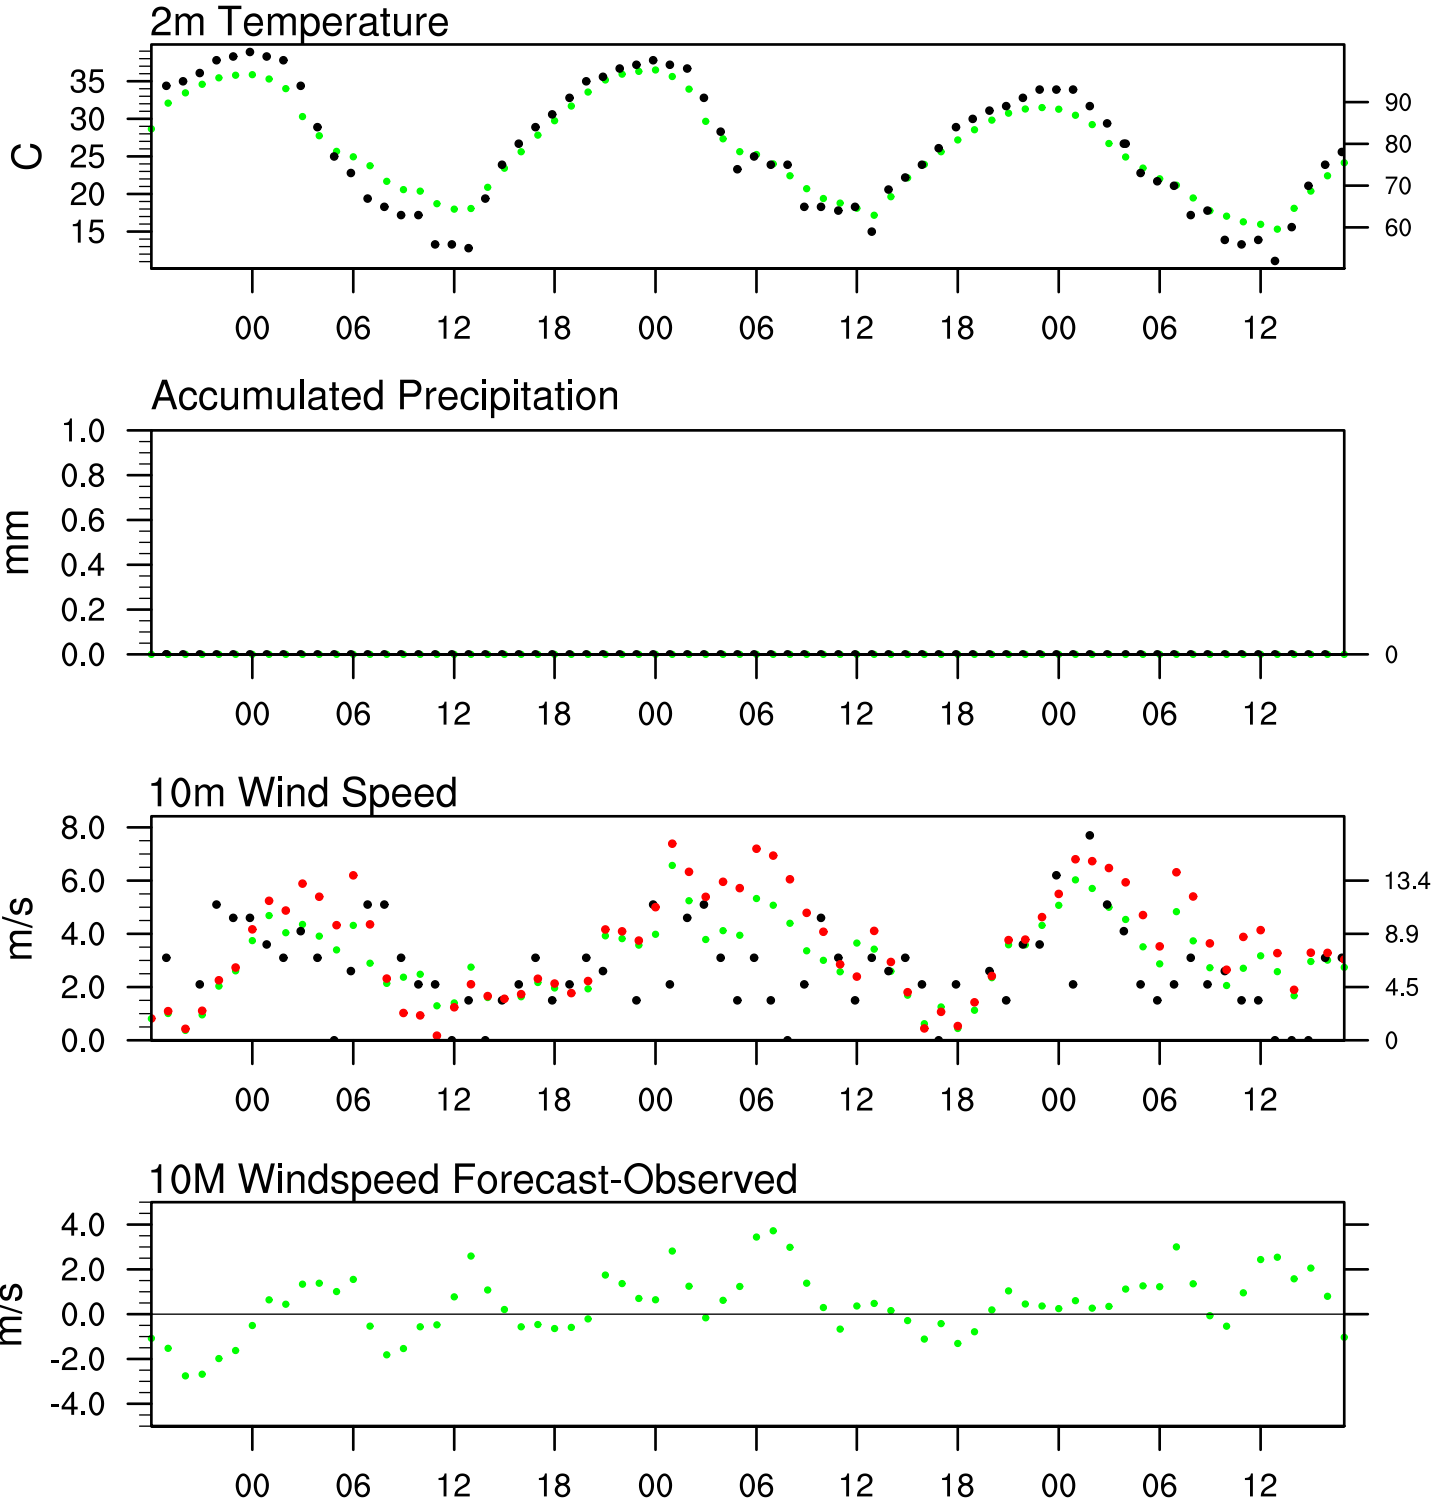 2m Temperature
C
35
30
25
20
15
90
80
70
60
00 06 12 18 00 06 12 18 00 06 12
Accumulated Precipitation
mm
1.0
0.8
0.6
0.4
0.2
0.0
0
00 06 12 18 00 06 12 18 00 06 12
10m Wind Speed
m/s
8.0
6.0
4.0
2.0
0.0
13.4
8.9
4.5
0
00 06 12 18 00 06 12 18 00 06 12
10M Windspeed Forecast-Observed
m/s
4.0
2.0
0.0
-2.0
-4.0
00 06 12 18 00 06 12 18 00 06 12